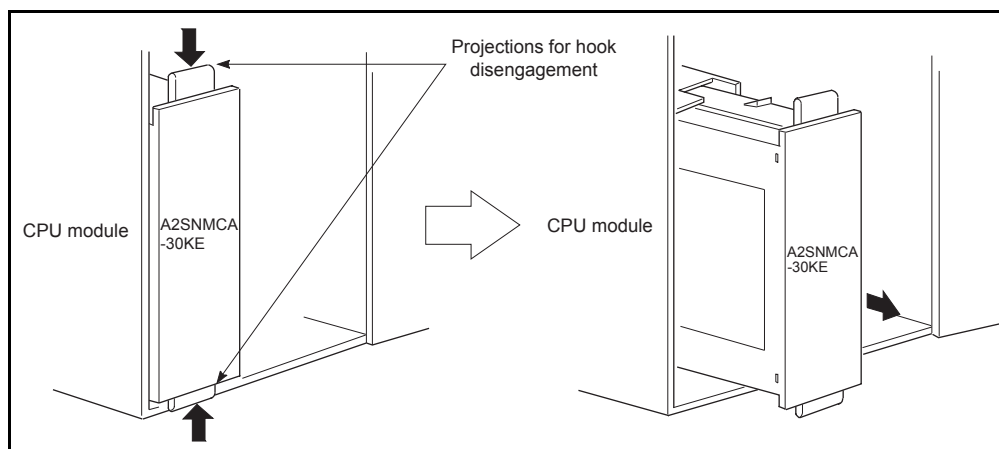 Projections for hook
disengagement
CPU module
A2SNMCA
-30KE
CPU module
A2SNMCA
-30KE